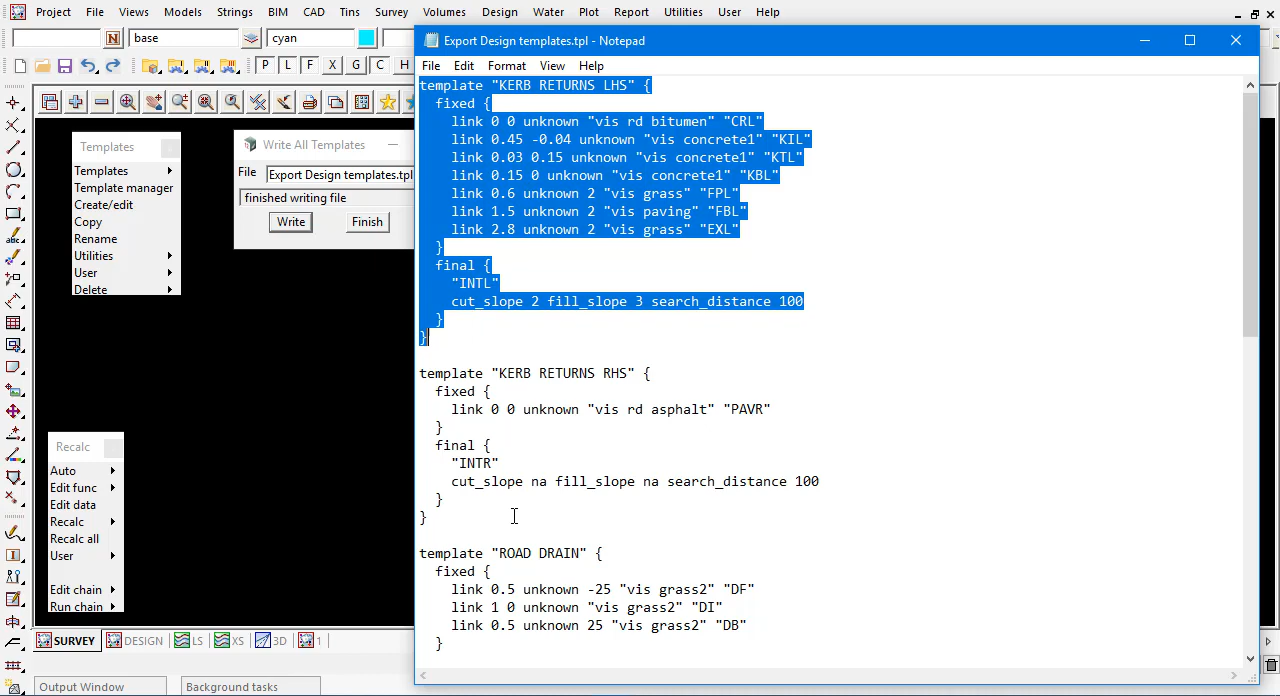 Project File Views Models Strings BIM CAD Tins Survey Volumes Design Water Plot Report Utilities User Help
N base cyan
P L F X G C H
Templates
Templates
Template manager
Create/edit
Copy
Rename
Utilities
User
Delete
Write All Templates
File Export Design templates.tpl
finished writing file
Write Finish
Recalc
Auto
Edit func
Edit data
Recalc
Recalc all
User
Edit chain
Run chain
Export Design templates.tpl - Notepad
File Edit Format View Help
template "KERB RETURNS LHS" {
fixed {
link 0 0 unknown "vis rd bitumen" "CRL"
link 0.45 -0.04 unknown "vis concrete1" "KIL"
link 0.03 0.15 unknown "vis concrete1" "KTL"
link 0.15 0 unknown "vis concrete1" "KBL"
link 0.6 unknown 2 "vis grass" "FPL"
link 1.5 unknown 2 "vis paving" "FBL"
link 2.8 unknown 2 "vis grass" "EXL"
}
final {
"INTL"
cut_slope 2 fill_slope 3 search_distance 100
}
}
template "KERB RETURNS RHS" {
fixed {
link 0 0 unknown "vis rd asphalt" "PAVR"
}
final {
"INTR"
cut_slope na fill_slope na search_distance 100
}
}
template "ROAD DRAIN" {
fixed {
link 0.5 unknown -25 "vis grass2" "DF"
link 1 0 unknown "vis grass2" "DI"
link 0.5 unknown 25 "vis grass2" "DB"
}
SURVEY DESIGN LS XS 3D 1
Output Window Background tasks